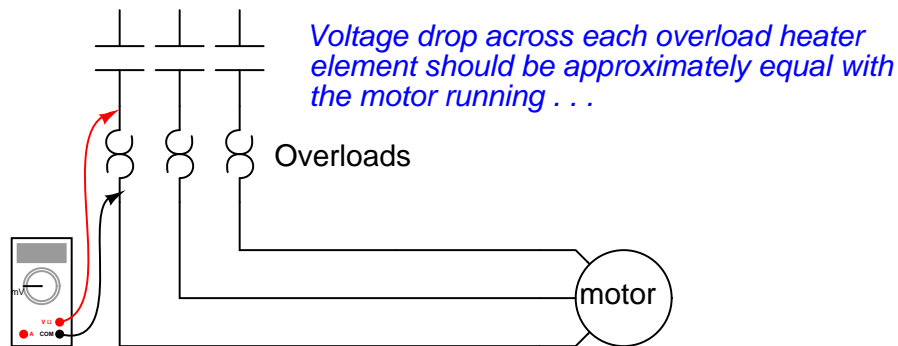 Voltage drop across each overload heater
element should be approximately equal with
the motor running . . .
Overloads
motor
mV
V Ω
A COM